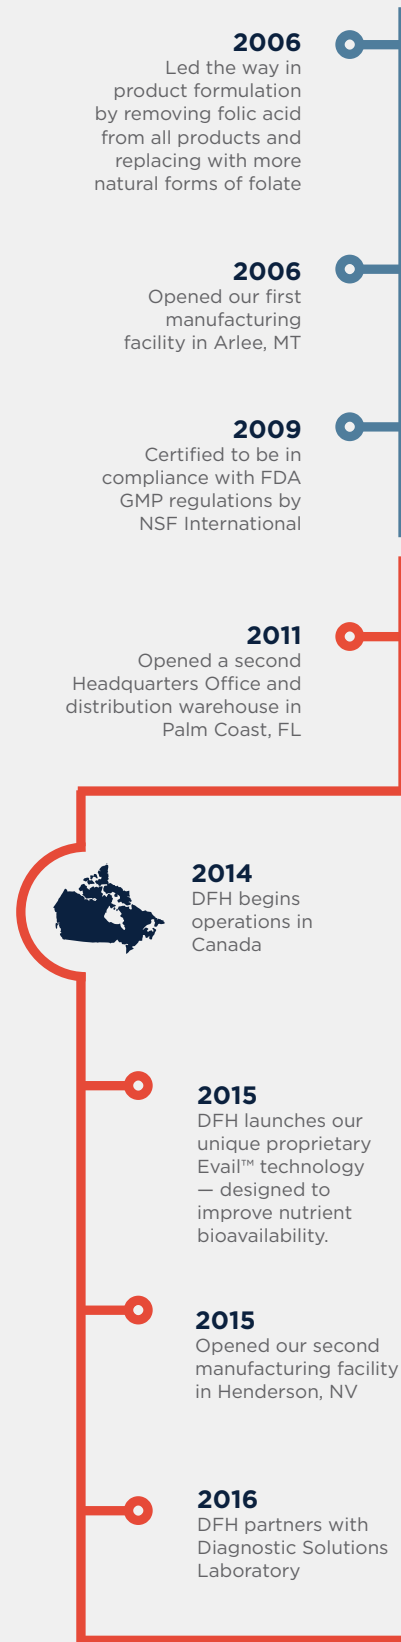 2006
Led the way in
product formulation
by removing folic acid
from all products and
replacing with more
natural forms of folate
2006
Opened our first
manufacturing
facility in Arlee, MT
2009
Certified to be in
compliance with FDA
GMP regulations by
NSF International
2011
Opened a second
Headquarters Office and
distribution warehouse in
Palm Coast, FL
2014
DFH begins
operations in
Canada
2015
DFH launches our
unique proprietary
Evail™ technology
— designed to
improve nutrient
bioavailability.
2015
Opened our second
manufacturing facility
in Henderson, NV
2016
DFH partners with
Diagnostic Solutions
Laboratory